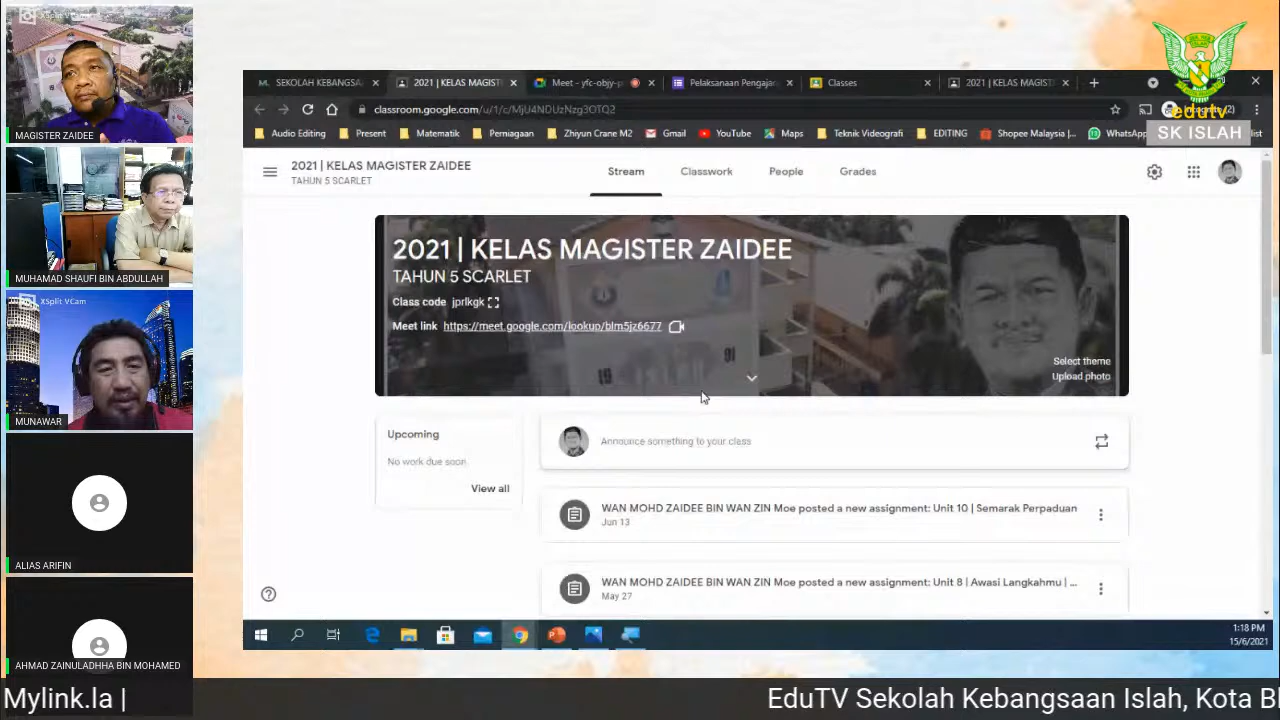 XSplit VCam
MAGISTER ZAIDEE
MUHAMAD SHAUFI BIN ABDULLAH
XSplit VCam
MUNAWAR
ALIAS ARIFIN
AHMAD ZAINULADHHA BIN MOHAMED
edutv
SK ISLAH
SEKOLAH KEBANGSA
2021 | KELAS MAGIST
Meet - yfc-objy-p
Pelaksanaan Pengaja
Classes
2021 | KELAS MAGIST
classroom.google.com/u/1/c/MjU4NDUzNzg3OTQ2
(2)
Audio Editing
Present
Matematik
Perniagaan
Zhiyun Crane M2
Gmail
YouTube
Maps
Teknik Videografi
EDITING
Shopee Malaysia |...
WhatsApp
list
2021 | KELAS MAGISTER ZAIDEE
TAHUN 5 SCARLET
Stream
Classwork
People
Grades
2021 | KELAS MAGISTER ZAIDEE
TAHUN 5 SCARLET
Class code jprlkgk
Meet link https://meet.google.com/lookup/blm5jz6677
Select theme
Upload photo
Upcoming
No work due soon
View all
Announce something to your class
WAN MOHD ZAIDEE BIN WAN ZIN Moe posted a new assignment: Unit 10 | Semarak Perpaduan
Jun 13
WAN MOHD ZAIDEE BIN WAN ZIN Moe posted a new assignment: Unit 8 | Awasi Langkahmu | ...
May 27
1:18 PM
15/6/2021
Mylink.la |
EduTV Sekolah Kebangsaan Islah, Kota B